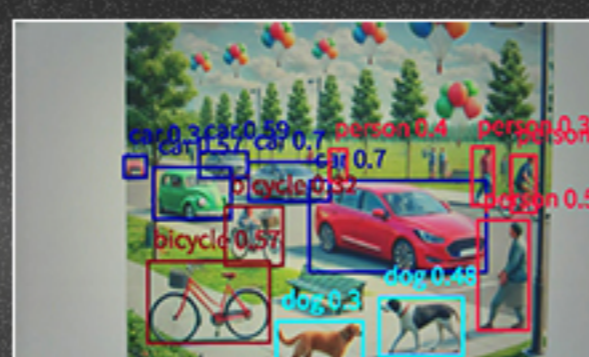 car 0.3
car 0.57
car 0.59
car 0.7
person 0.4
person 0.3
person
car 0.7
bicycle 0.32
person 0.5
bicycle 0.57
dog 0.48
dog 0.3